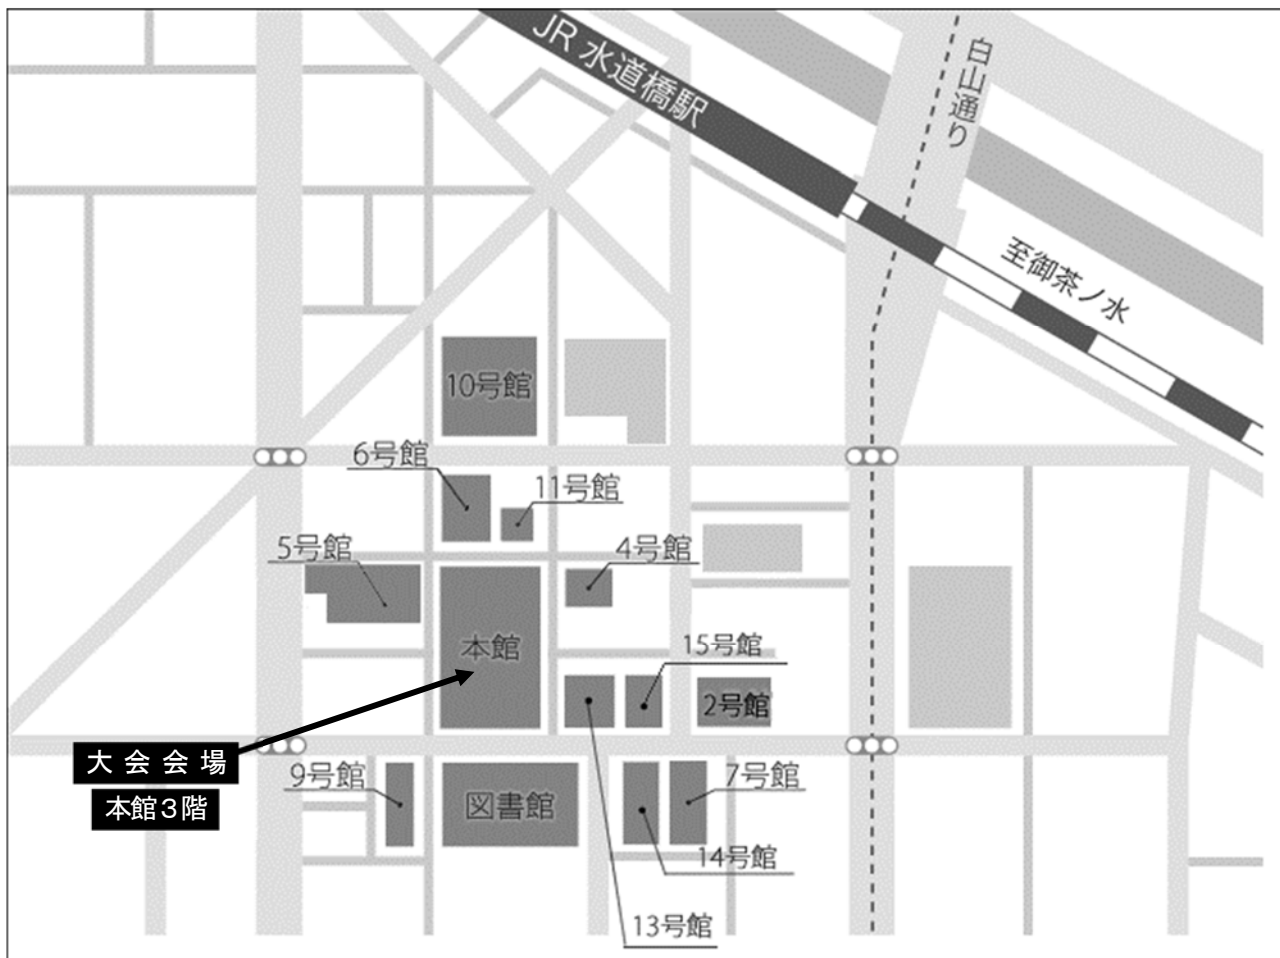 JR 水道橋駅
白山通り
至御茶ノ水
10号館
6号館
11号館
5号館
4号館
本館
15号館
2号館
大会会場
本館3階
9号館
図書館
7号館
14号館
13号館